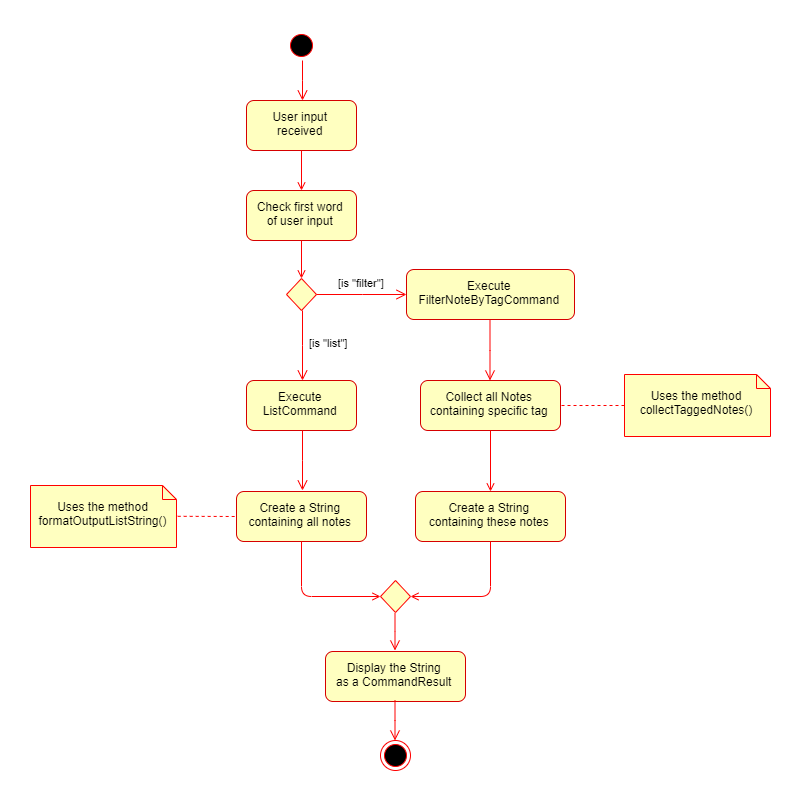 User input
received
Check first word
of user input
[is "filter"]
Execute
FilterNoteByTagCommand
[is "list"]
Execute
ListCommand
Collect all Notes
containing specific tag
Uses the method
collectTaggedNotes()
Uses the method
formatOutputListString()
Create a String
containing all notes
Create a String
containing these notes
Display the String
as a CommandResult